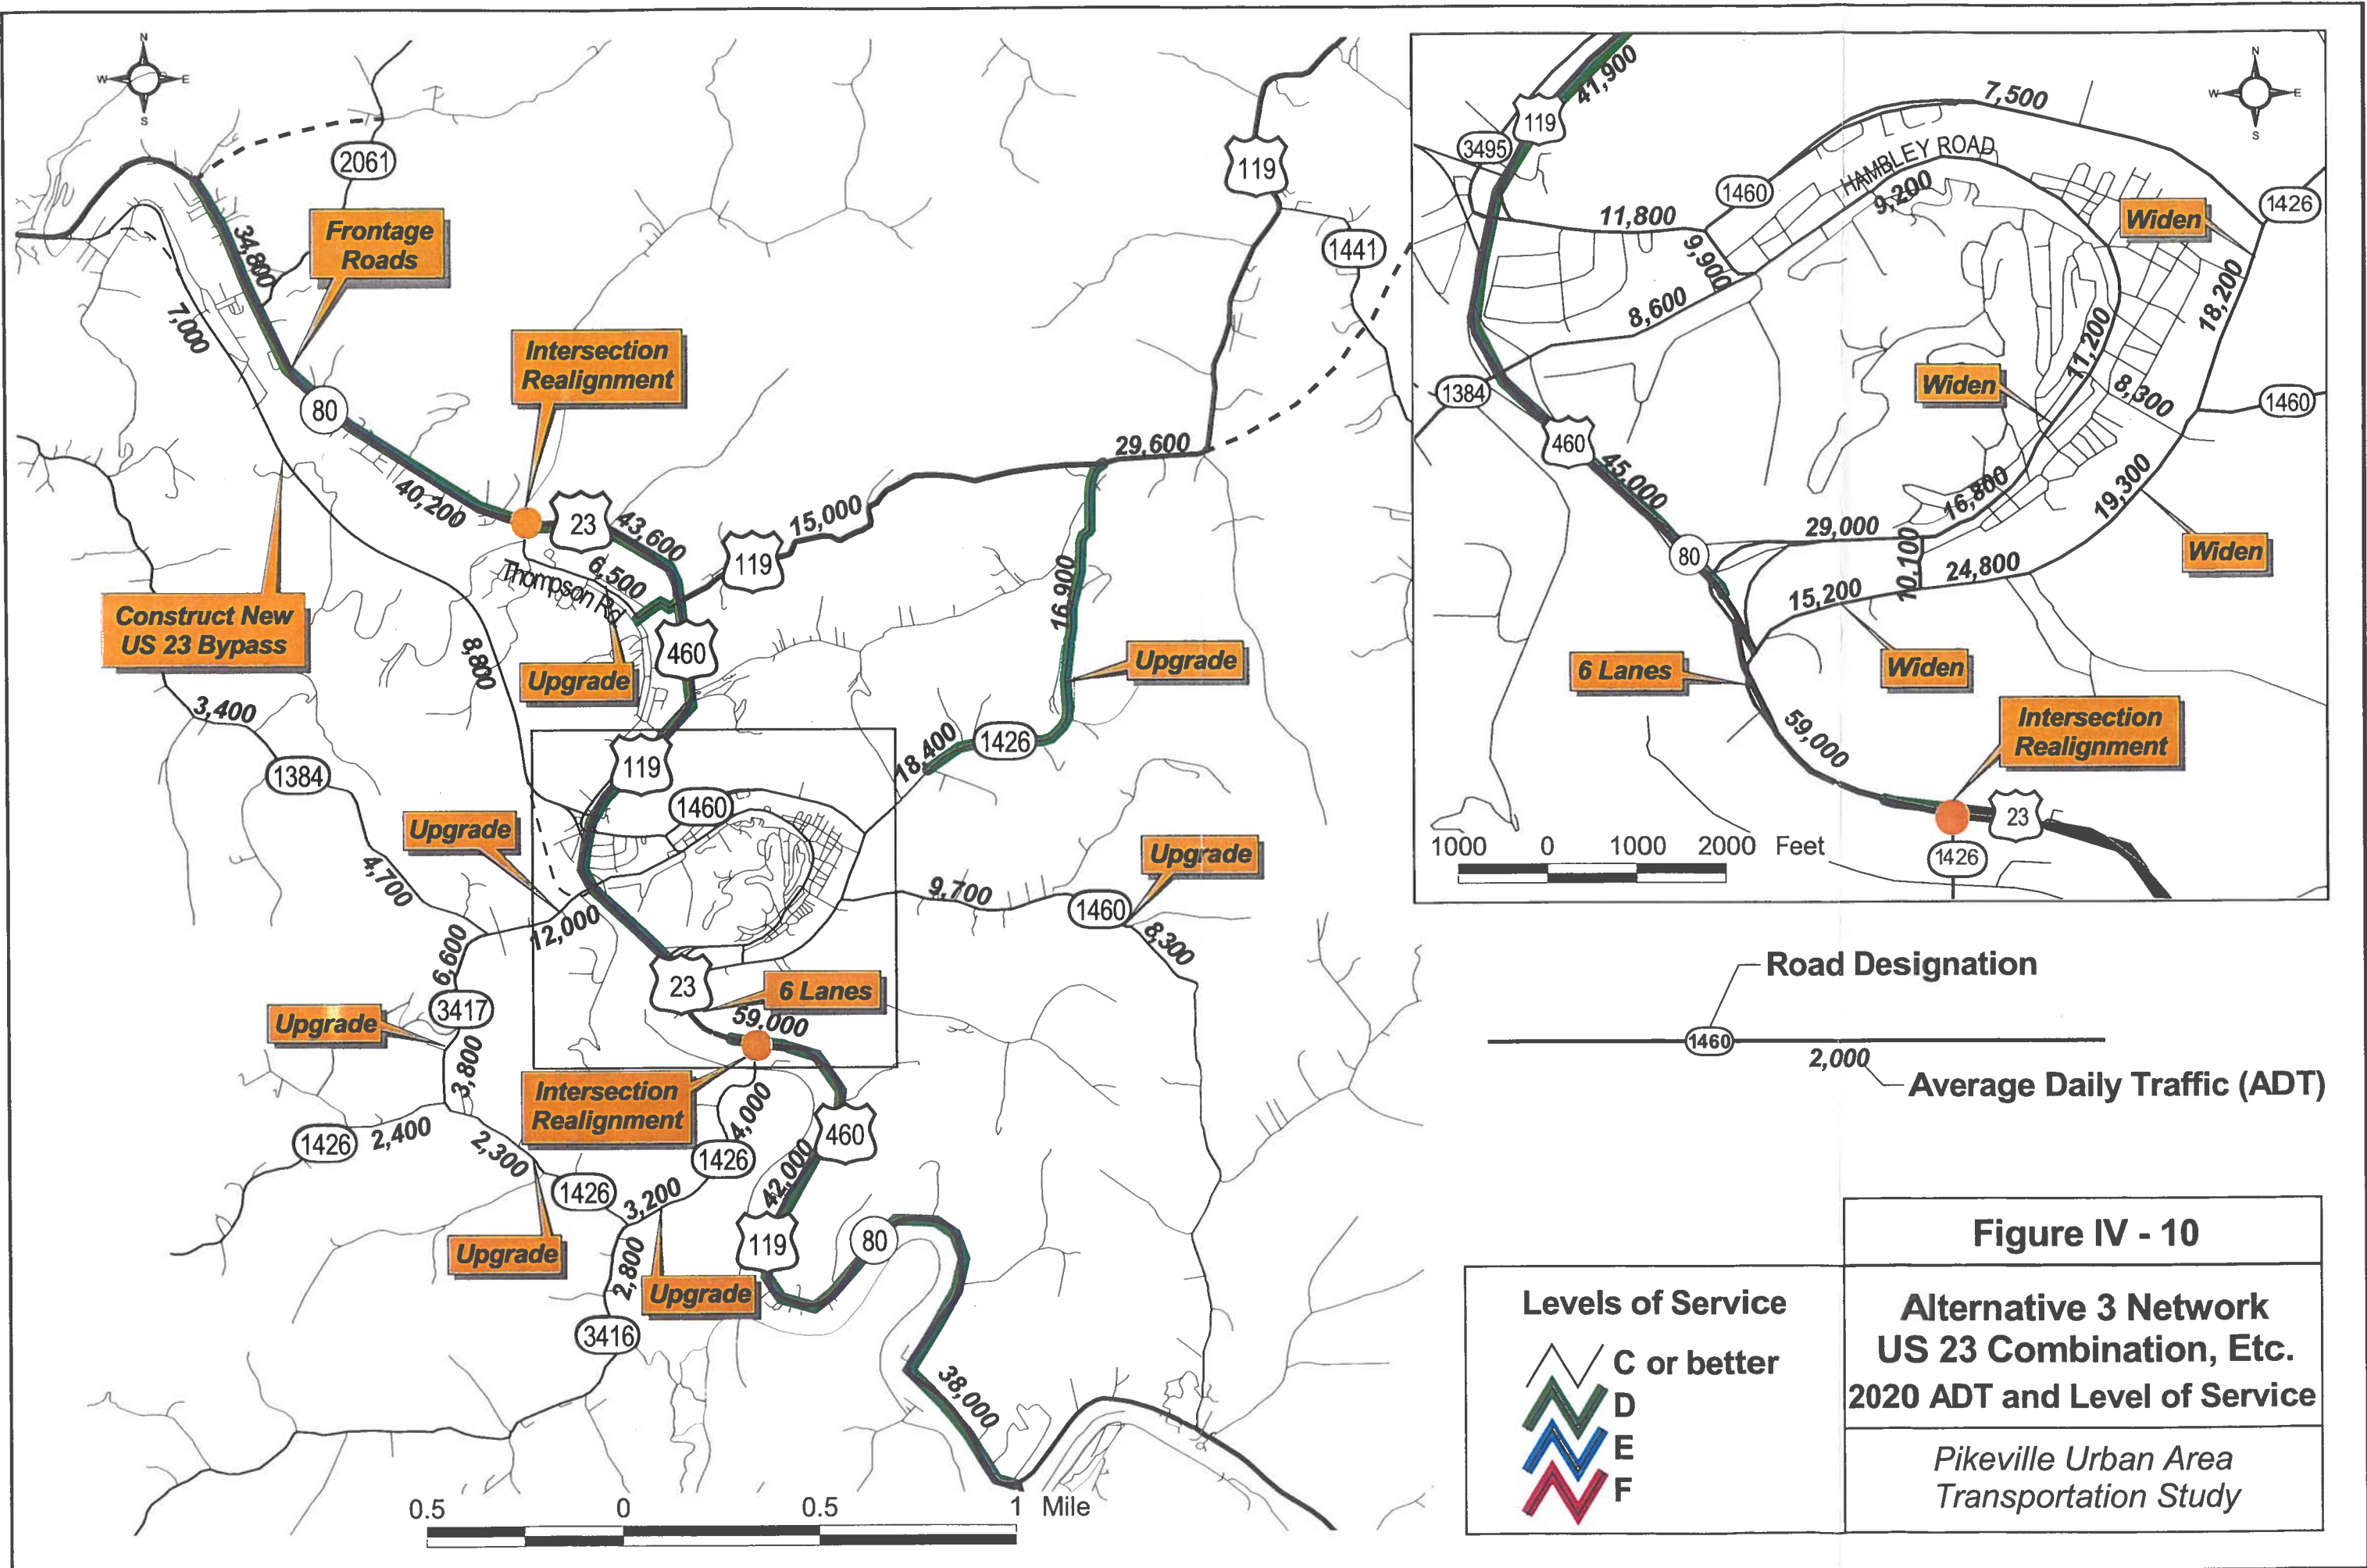 N
W
E
S
2061
34,800
Frontage
Roads
7,000
80
40,200
Intersection
Realignment
23
43,600
6,500
Thompson Rd
119
15,000
29,600
119
1441
Construct New
US 23 Bypass
8,800
Upgrade
460
16,900
Upgrade
3,400
1384
4,700
119
1460
18,400
1426
Upgrade
12,000
6,600
3417
Upgrade
3,800
9,700
1460
Upgrade
8,300
23
6 Lanes
59,000
Intersection
Realignment
4,000
1426
2,400
2,300
1426
Upgrade
3,200
1426
Upgrade
2,800
3416
460
42,000
119
80
38,000
0.5
0
0.5
1
Mile
N
W
E
S
41,900
119
3495
7,500
HAMBLEY ROAD
9,200
1460
11,800
9,900
8,600
1384
460
45,000
Widen
1426
18,200
11,200
Widen
8,300
1460
16,800
19,300
29,000
Widen
80
10,100
24,800
15,200
6 Lanes
Widen
59,000
Intersection
Realignment
23
1426
1000
0
1000
2000
Feet
Road Designation
1460
2,000
Average Daily Traffic (ADT)
Levels of Service
C or better
D
E
F
Figure IV - 10
Alternative 3 Network
US 23 Combination, Etc.
2020 ADT and Level of Service
Pikeville Urban Area
Transportation Study